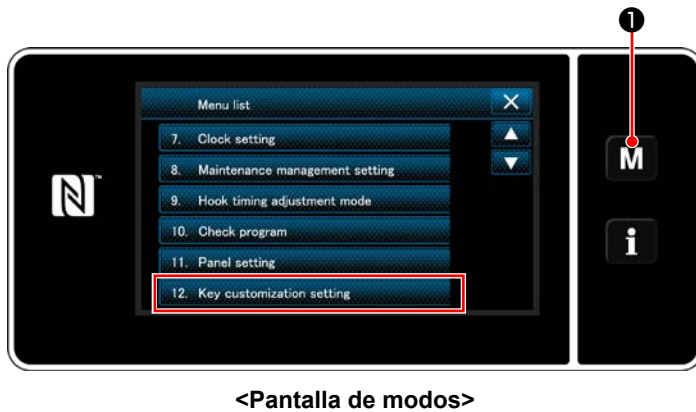 ❶
Menu list
7. Clock setting
8. Maintenance management setting
9. Hook timing adjustment mode
10. Check program
11. Panel setting
12. Key customization setting
M
i
N™
<Pantalla de modos>